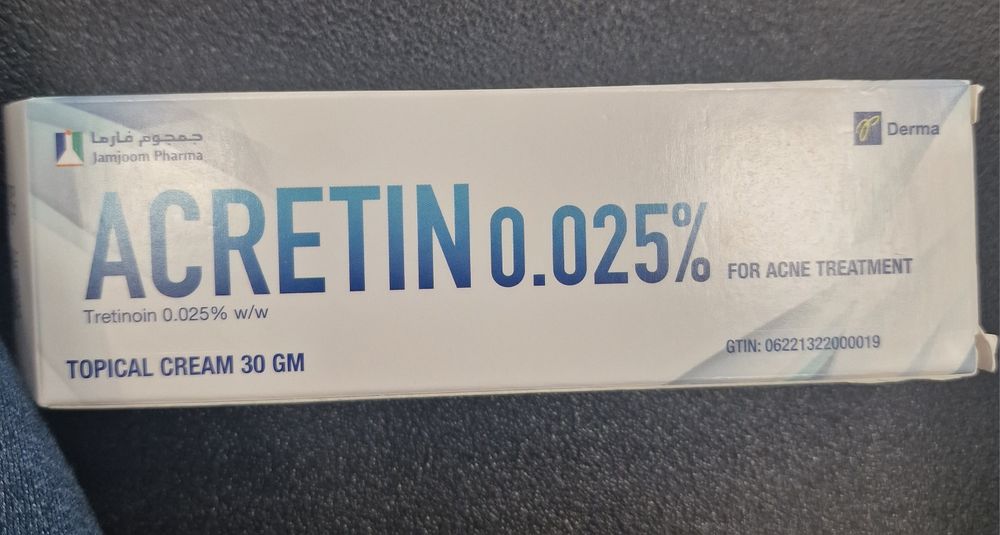 جمجوم فارما
Jamjoom Pharma
Derma
ACRETIN 0.025%
FOR ACNE TREATMENT
Tretinoin 0.025% w/w
TOPICAL CREAM 30 GM
GTIN: 06221322000019